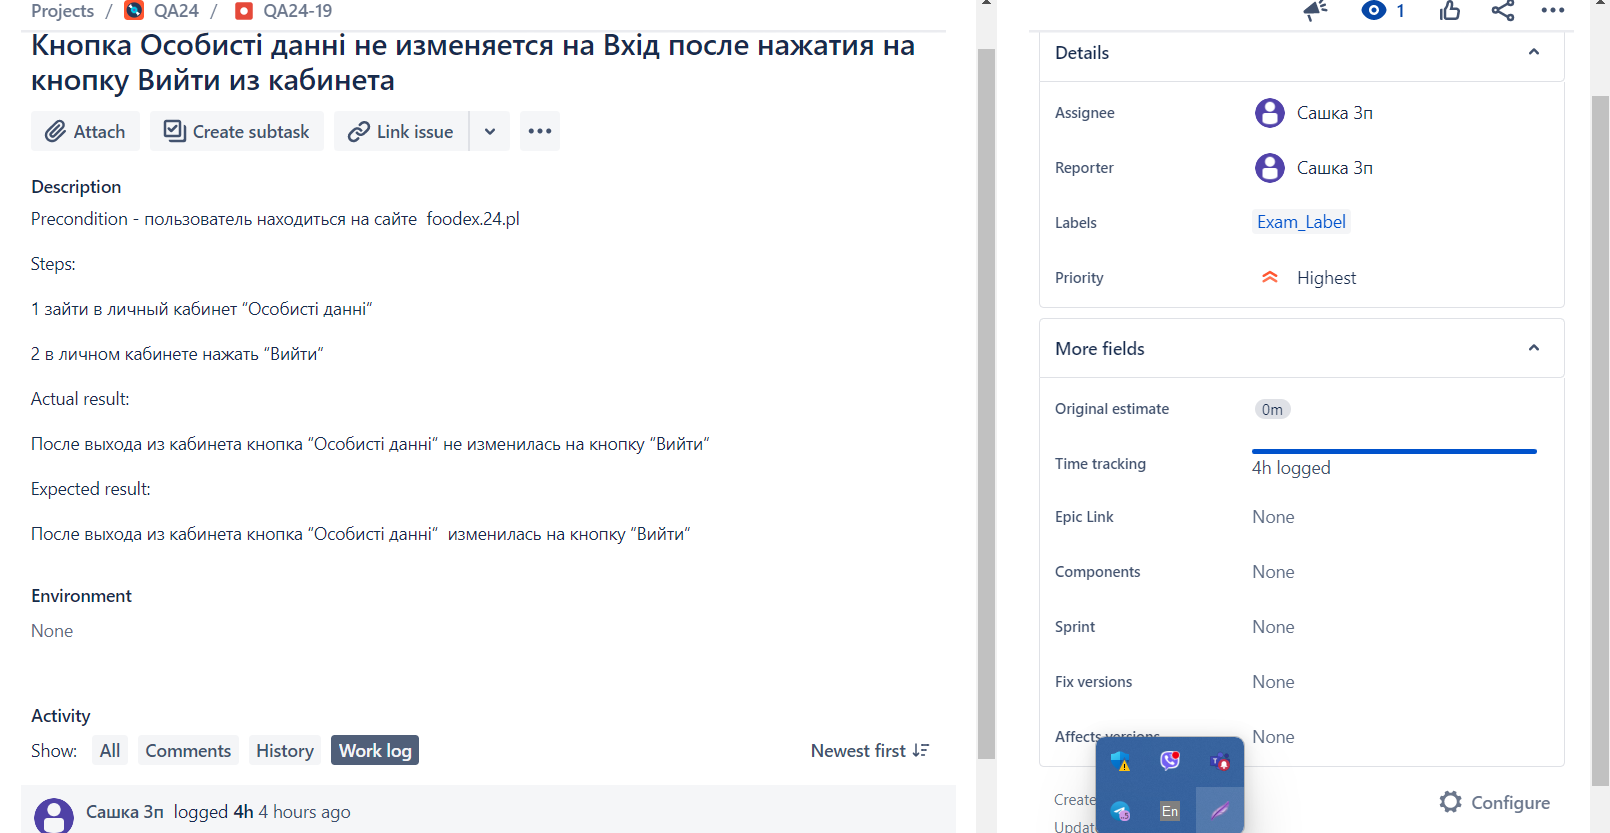 Projects / QA24 / QA24-19
1
Кнопка Особисті данні не изменяется на Вхід после нажатия на
кнопку Вийти из кабинета
Attach
Create subtask
Link issue
Description
Precondition - пользователь находиться на сайте foodex.24.pl
Steps:
1 зайти в личный кабинет “Особисті данні”
2 в личном кабинете нажать “Вийти”
Actual result:
После выхода из кабинета кнопка “Особисті данні” не изменилась на кнопку “Вийти”
Expected result:
После выхода из кабинета кнопка “Особисті данні” изменилась на кнопку “Вийти”
Environment
None
Activity
Show: All Comments History Work log
Newest first
Сашка Зп logged 4h 4 hours ago
Details
Assignee Сашка Зп
Reporter Сашка Зп
Labels Exam_Label
Priority Highest
More fields
Original estimate 0m
Time tracking 4h logged
Epic Link None
Components None
Sprint None
Fix versions None
Affects versions None
En
Create
Configure
Updat